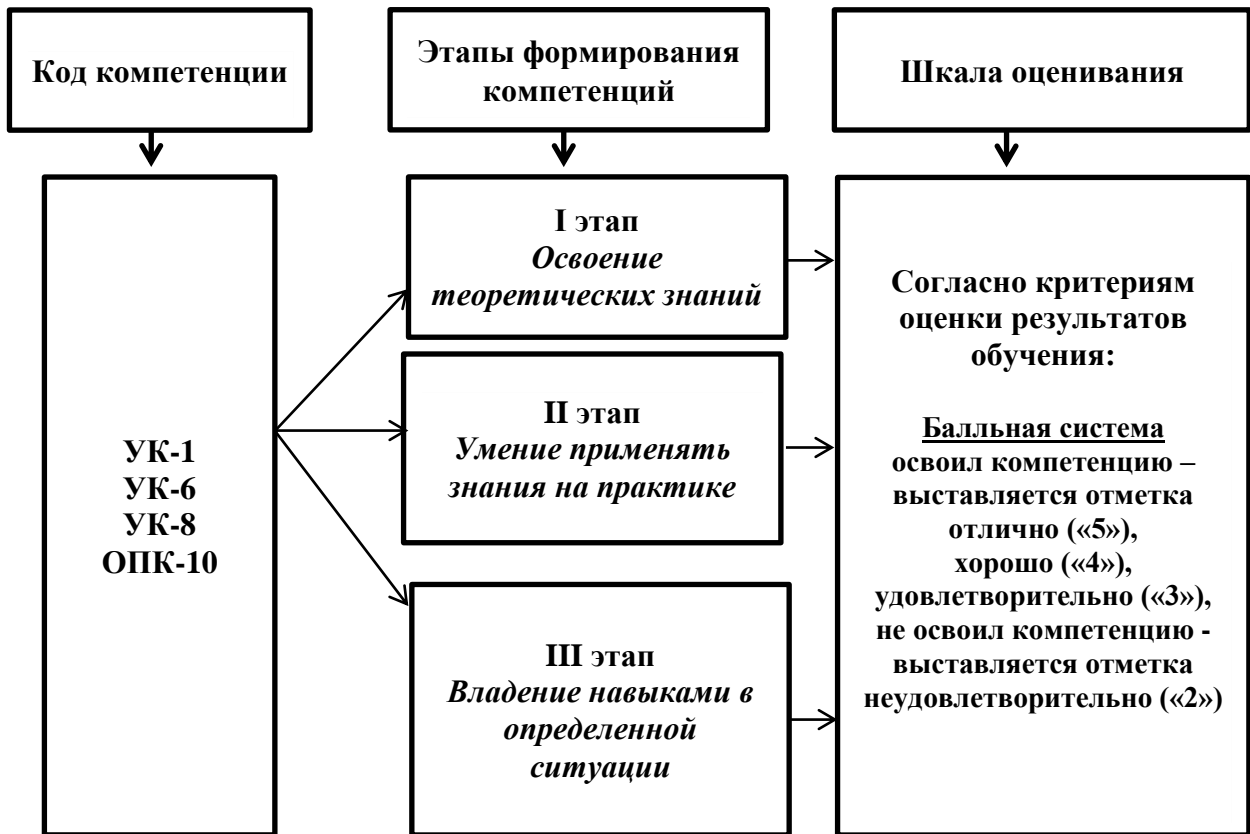 Код компетенции
Этапы формирования
компетенций
Шкала оценивания
УК-1
УК-6
УК-8
ОПК-10
I этап
Освоение
теоретических знаний
II этап
Умение применять
знания на практике
III этап
Владение навыками в
определенной
ситуации
Согласно критериям
оценки результатов
обучения:
Балльная система
освоил компетенцию –
выставляется отметка
отлично («5»),
хорошо («4»),
удовлетворительно («3»),
не освоил компетенцию -
выставляется отметка
неудовлетворительно («2»)